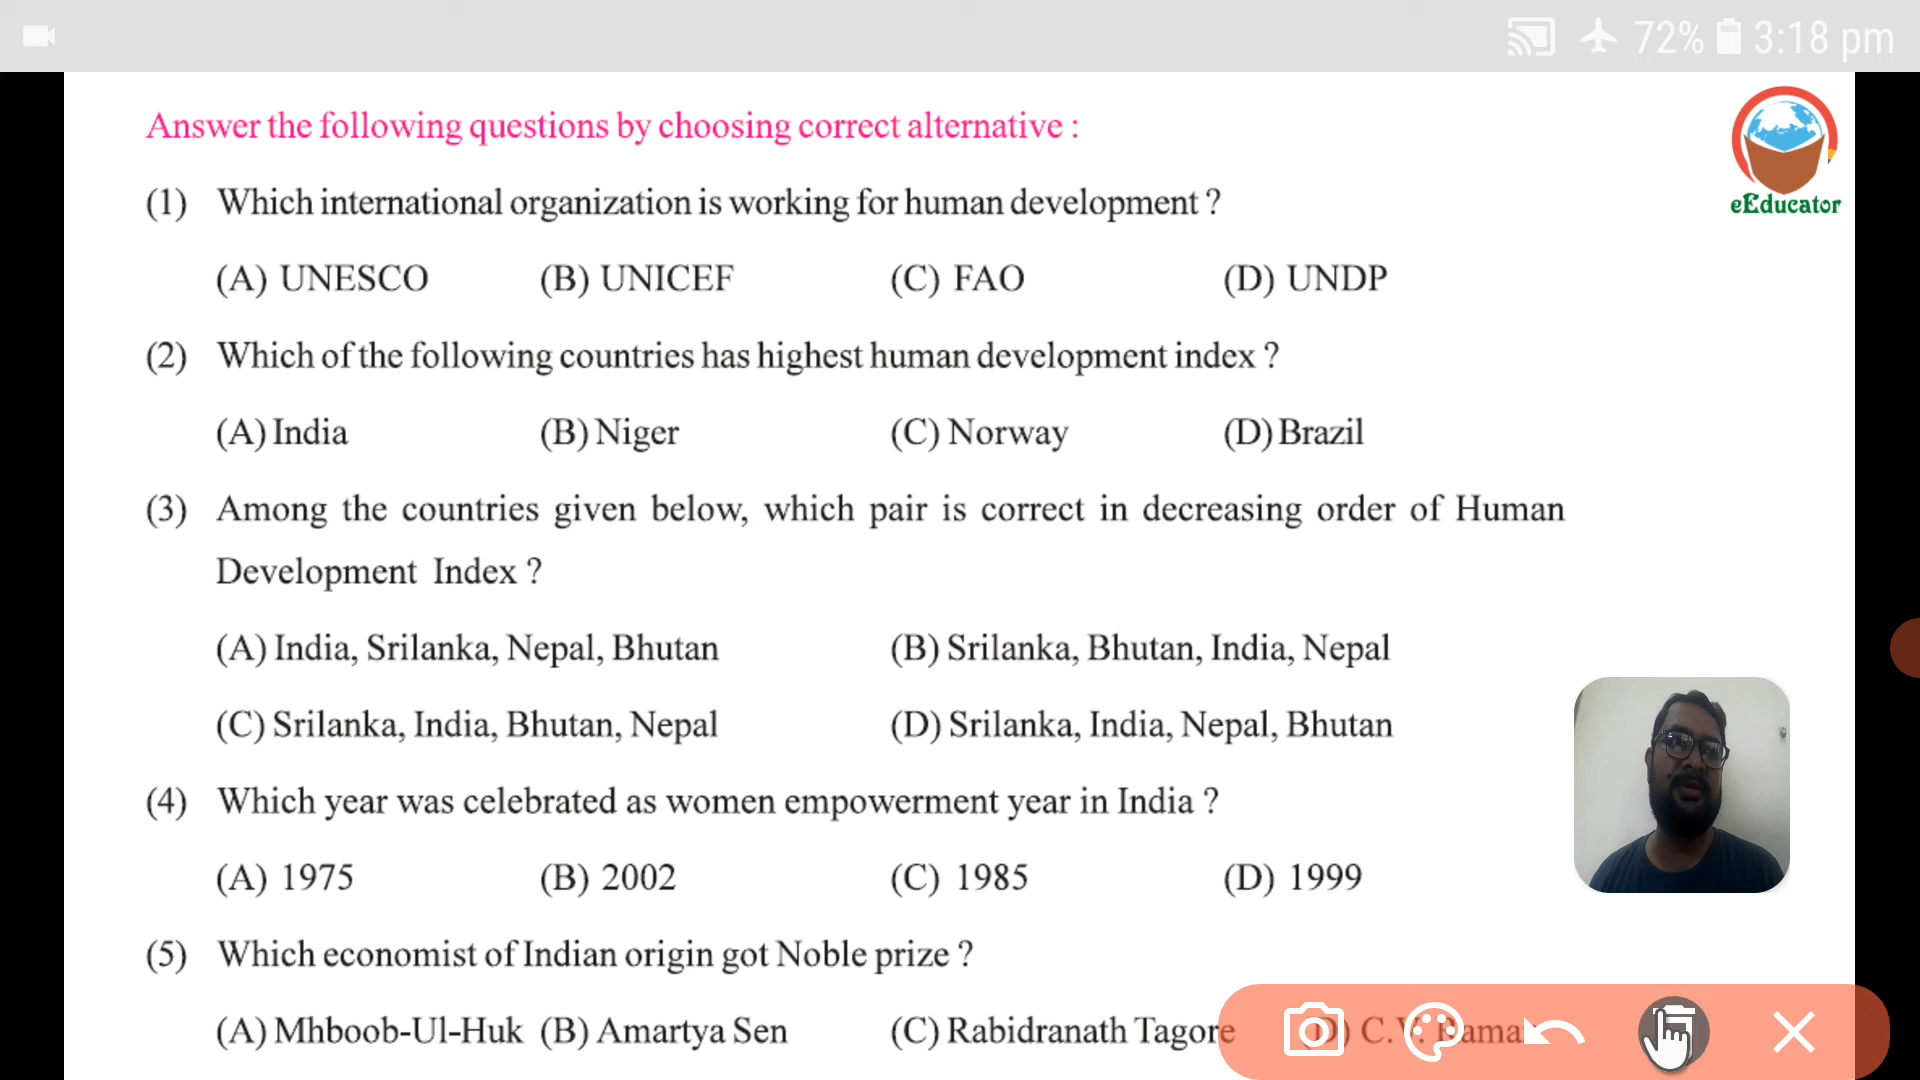 72% 3:18 pm
Answer the following questions by choosing correct alternative :
eEducator
(1) Which international organization is working for human development ?
(A) UNESCO (B) UNICEF (C) FAO (D) UNDP
(2) Which of the following countries has highest human development index ?
(A) India (B) Niger (C) Norway (D) Brazil
(3) Among the countries given below, which pair is correct in decreasing order of Human
Development Index ?
(A) India, Srilanka, Nepal, Bhutan (B) Srilanka, Bhutan, India, Nepal
(C) Srilanka, India, Bhutan, Nepal (D) Srilanka, India, Nepal, Bhutan
(4) Which year was celebrated as women empowerment year in India ?
(A) 1975 (B) 2002 (C) 1985 (D) 1999
(5) Which economist of Indian origin got Noble prize ?
(A) Mhboob-Ul-Huk (B) Amartya Sen (C) Rabidranath Tagore (D) C.V.